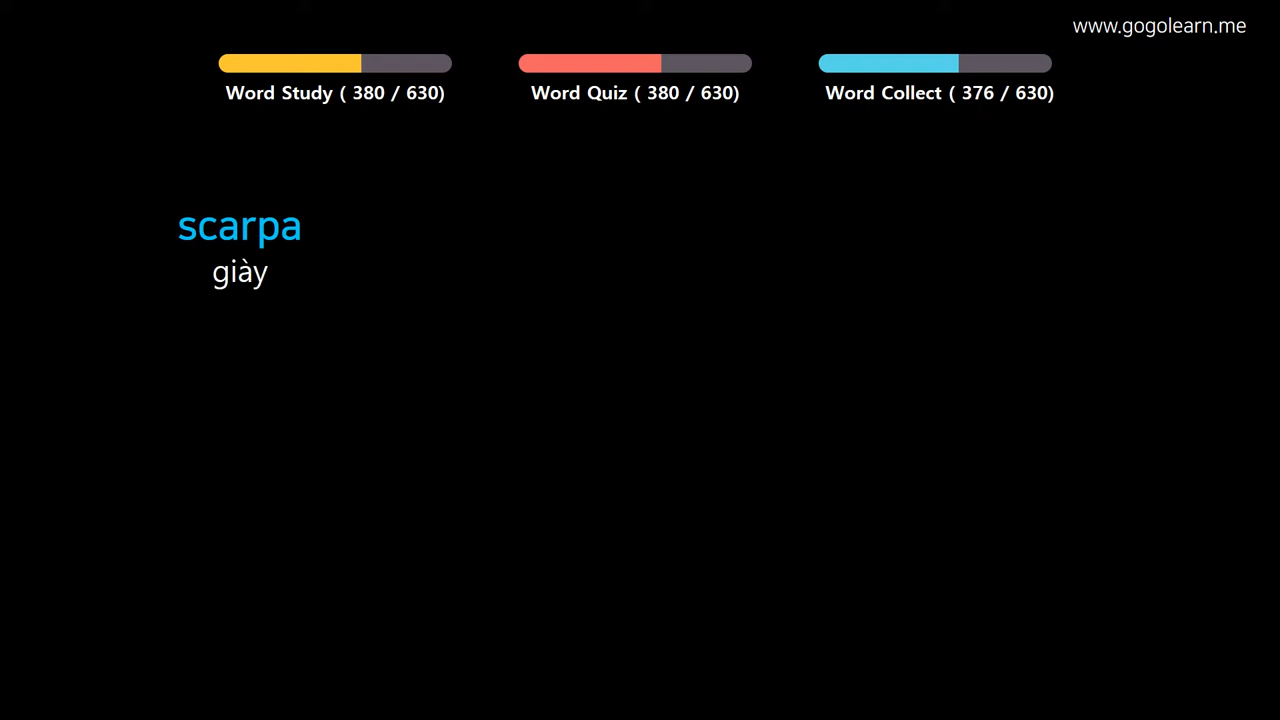 www.gogolearn.me
Word Study ( 380 / 630)
Word Quiz ( 380 / 630)
Word Collect ( 376 / 630)
scarpa
giày